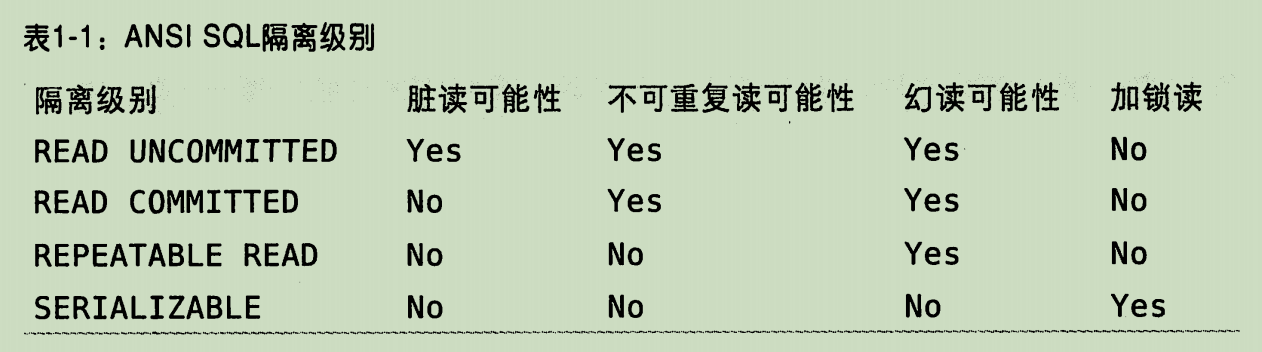 表1-1：ANSI SQL隔离级别
隔离级别 脏读可能性 不可重复读可能性 幻读可能性 加锁读
READ UNCOMMITTED Yes Yes Yes No
READ COMMITTED No Yes Yes No
REPEATABLE READ No No Yes No
SERIALIZABLE No No No Yes